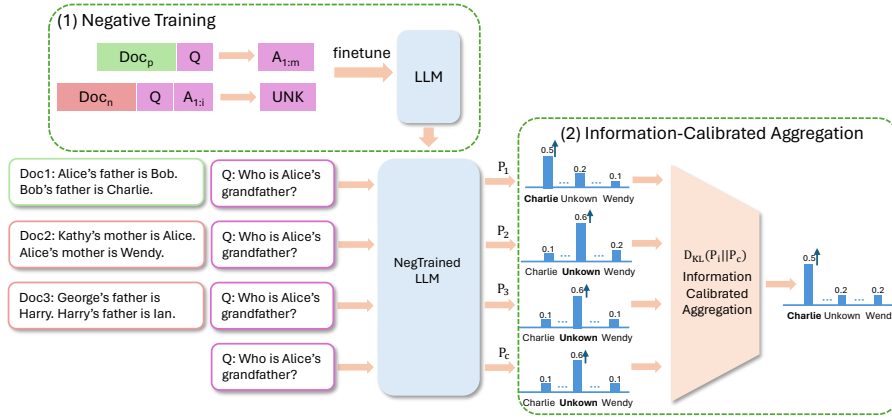 (1) Negative Training
Doc_p Q A_1:m
finetune
LLM
Doc_n Q A_1:i UNK
(2) Information-Calibrated Aggregation
Doc1: Alice's father is Bob.
Bob's father is Charlie.
Q: Who is Alice's
grandfather?
P_1
0.5 ... 0.2 ... 0.1
Charlie Unkown Wendy
Doc2: Kathy's mother is Alice.
Alice's mother is Wendy.
Q: Who is Alice's
grandfather?
P_2
0.1 ... 0.6 ... 0.2
Charlie Unkown Wendy
Doc3: George's father is
Harry. Harry's father is Ian.
Q: Who is Alice's
grandfather?
P_3
0.1 ... 0.6 ... 0.1
Charlie Unkown Wendy
Q: Who is Alice's
grandfather?
P_c
0.1 ... 0.6 ... 0.1
Charlie Unkown Wendy
NegTrained
LLM
D_KL(P_i||P_c)
Information
Calibrated
Aggregation
0.5 ... 0.2 ... 0.2
Charlie Unkown Wend